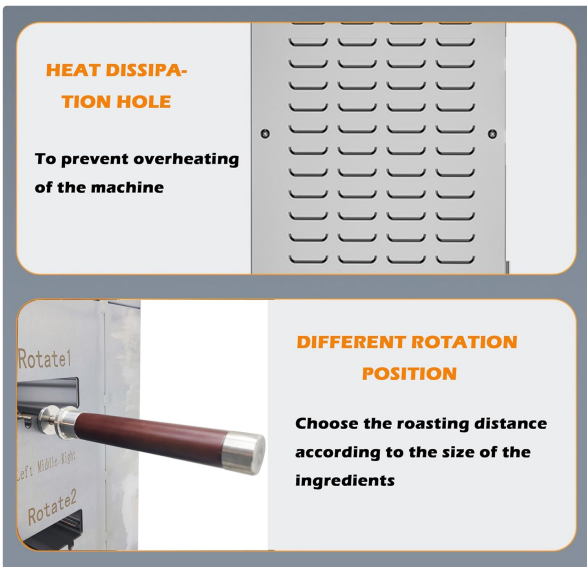 HEAT DISSIPA-
TION HOLE
To prevent overheating
of the machine
Rotate1
Left Middle Right
Rotate2
DIFFERENT ROTATION
POSITION
Choose the roasting distance
according to the size of the
ingredients